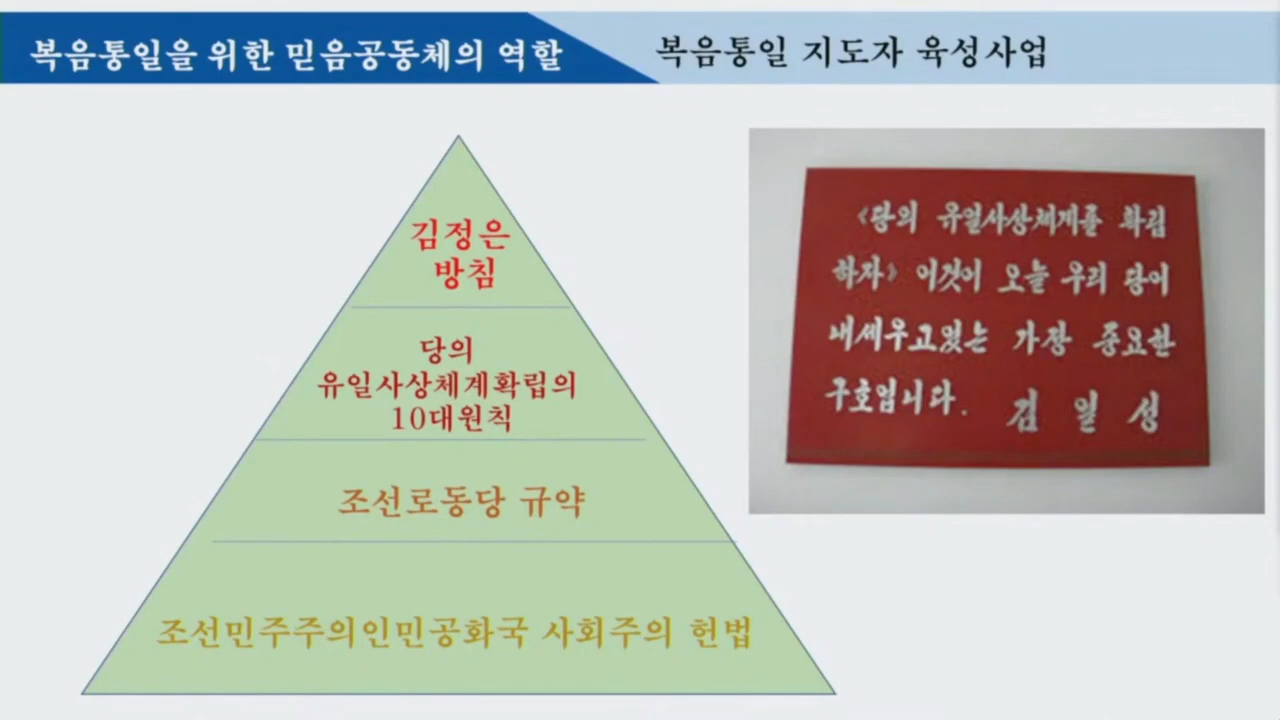 복음통일을 위한 믿음공동체의 역할
복음통일 지도자 육성사업
김정은
방침
당의
유일사상체계확립의
10대원칙
조선로동당 규약
조선민주주의인민공화국 사회주의 헌법
《당의 유일사상체계를 확립
하자》 이것이 오늘 우리 당이
내세우고있는 가장 중요한
구호입니다. 김 일 성